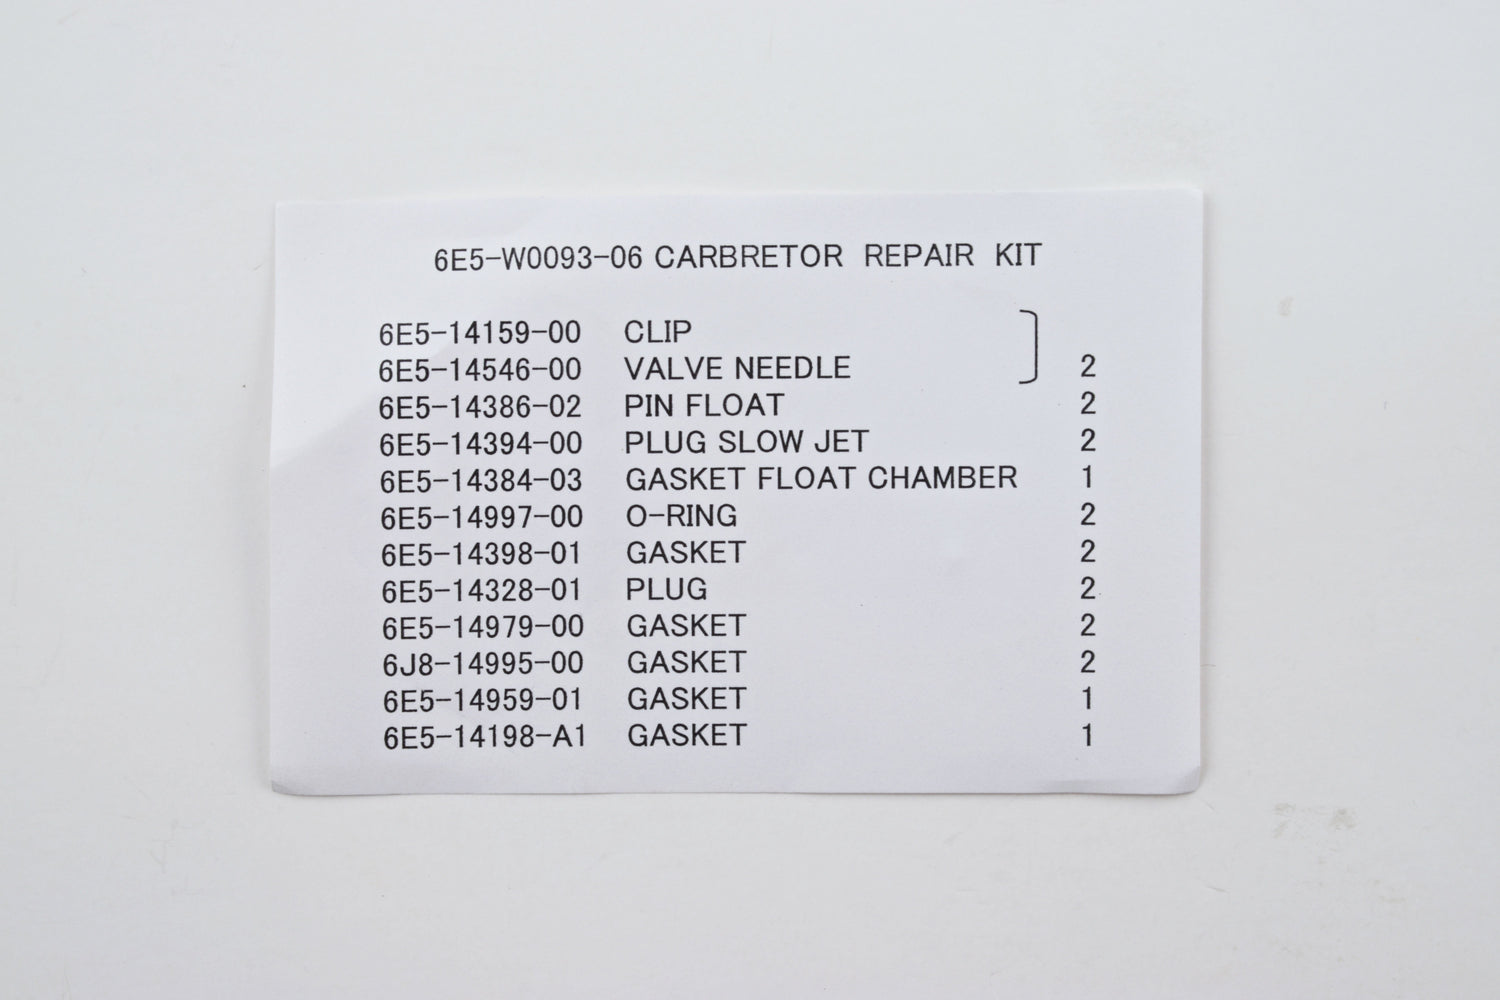 6E5-W0093-06 CARBRETOR REPAIR KIT
6E5-14159-00 CLIP
6E5-14546-00 VALVE NEEDLE 2
6E5-14386-02 PIN FLOAT 2
6E5-14394-00 PLUG SLOW JET 2
6E5-14384-03 GASKET FLOAT CHAMBER 1
6E5-14997-00 O-RING 2
6E5-14398-01 GASKET 2
6E5-14328-01 PLUG 2
6E5-14979-00 GASKET 2
6J8-14995-00 GASKET 2
6E5-14959-01 GASKET 1
6E5-14198-A1 GASKET 1